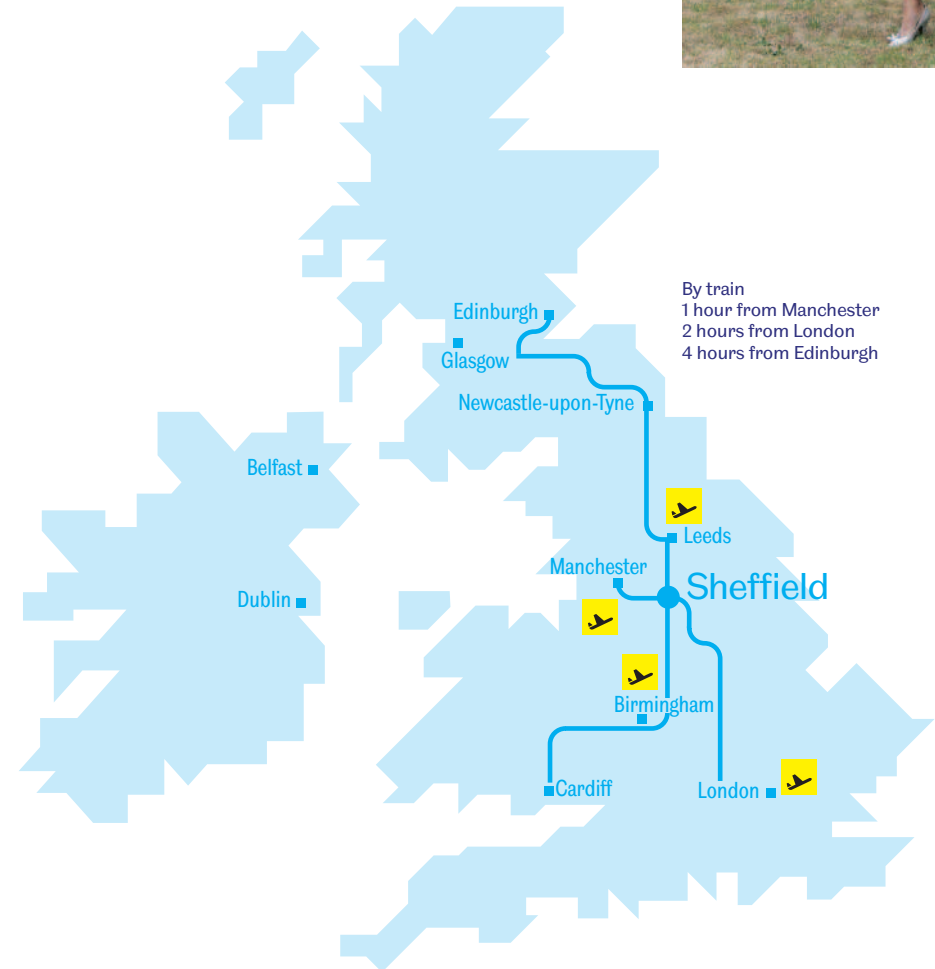 By train
1 hour from Manchester
2 hours from London
4 hours from Edinburgh
Edinburgh
Glasgow
Newcastle-upon-Tyne
Belfast
Leeds
Manchester
Sheffield
Dublin
Birmingham
Cardiff
London